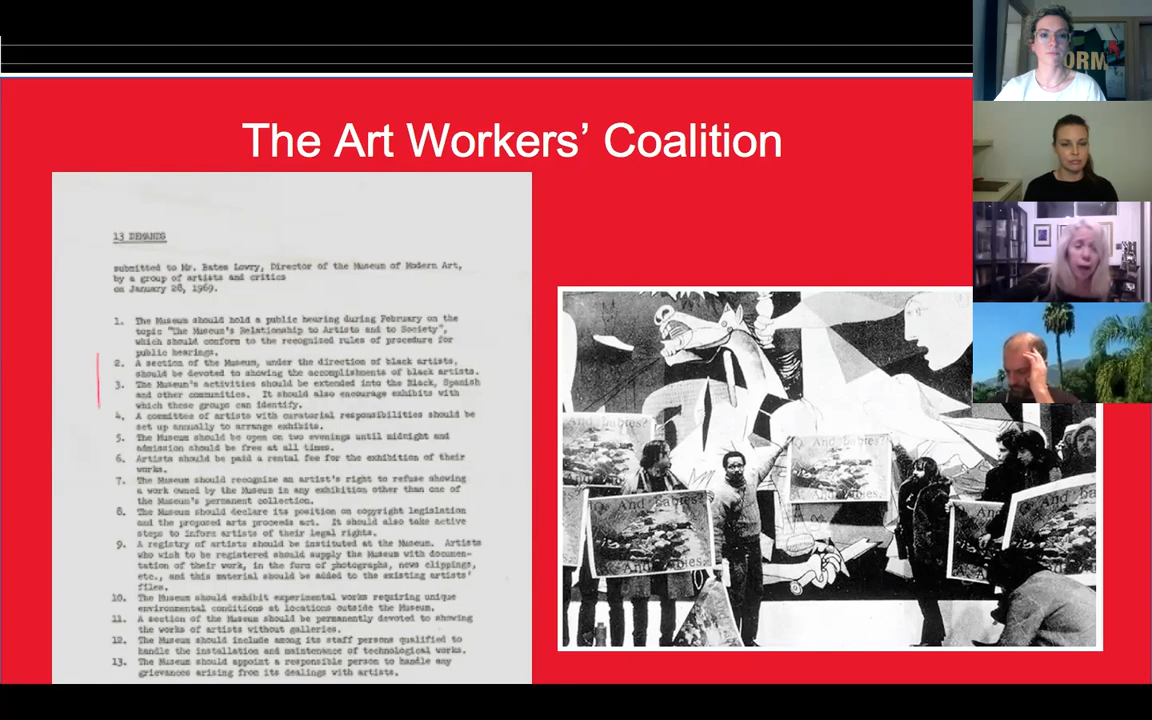 The Art Workers' Coalition
ORM
13 DEMANDS
submitted to Mr. Bates Lowry, Director of the Museum of Modern Art,
by a group of artists and critics
on January 28, 1969.
1. The Museum should hold a public hearing during February on the
topic "The Museum's Relationship to Artists and to Society",
which should conform to the recognized rules of procedure for
public hearings.
2. A section of the Museum, under the direction of black artists,
should be devoted to showing the accomplishments of black artists.
3. The Museum's activities should be extended into the Black, Spanish
and other communities. It should also encourage exhibits with
which these groups can identify.
4. A committee of artists with curatorial responsibilities should be
set up annually to arrange exhibits.
5. The Museum should be open on two evenings until midnight and
admission should be free at all times.
6. Artists should be paid a rental fee for the exhibition of their
works.
7. The Museum should recognize an artist's right to refuse showing
a work owned by the Museum in any exhibition other than one of
the Museum's permanent collection.
8. The Museum should declare its position on copyright legislation
and the proposed arts proceeds act. It should also take active
steps to inform artists of their legal rights.
9. A registry of artists should be instituted at the Museum. Artists
who wish to be registered should supply the Museum with documen-
tation of their work, in the form of photographs, news clippings,
etc., and this material should be added to the existing artists'
files.
10. The Museum should exhibit experimental works requiring unique
environmental conditions at locations outside the Museum.
11. A section of the Museum should be permanently devoted to showing
the works of artists without galleries.
12. The Museum should include among its staff persons qualified to
handle the installation and maintenance of technological works.
13. The Museum should appoint a responsible person to handle any
grievances arising from its dealings with artists.
And babies?
Q. And babies?
And Babies?
A. And Babies.
And babies?
And ba